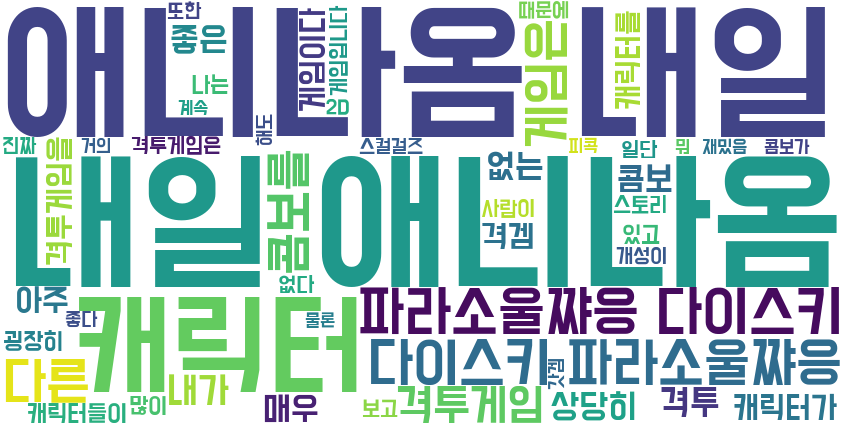 또한
좋은
나는
계속
애니나옴 내일
게임이다
게임입니다
2D
때문에
게임은
캐릭터를
진짜
거의
격투게임은
해도
스컬걸즈
피콕
일단
뭔
재밌음
콤보가
격투게임을
내일 애니나옴
콤보를
없는
콤보
사람이
스토리
격겜
있고
개성이
없다
아주
좋다
굉장히
캐릭터
물론
파라소울쨔응 다이스키
다이스키 파라소울쨔응
다른
내가
갓겜
캐릭터들이
많이
매우
보고
격투게임
상당히
격투
캐릭터가